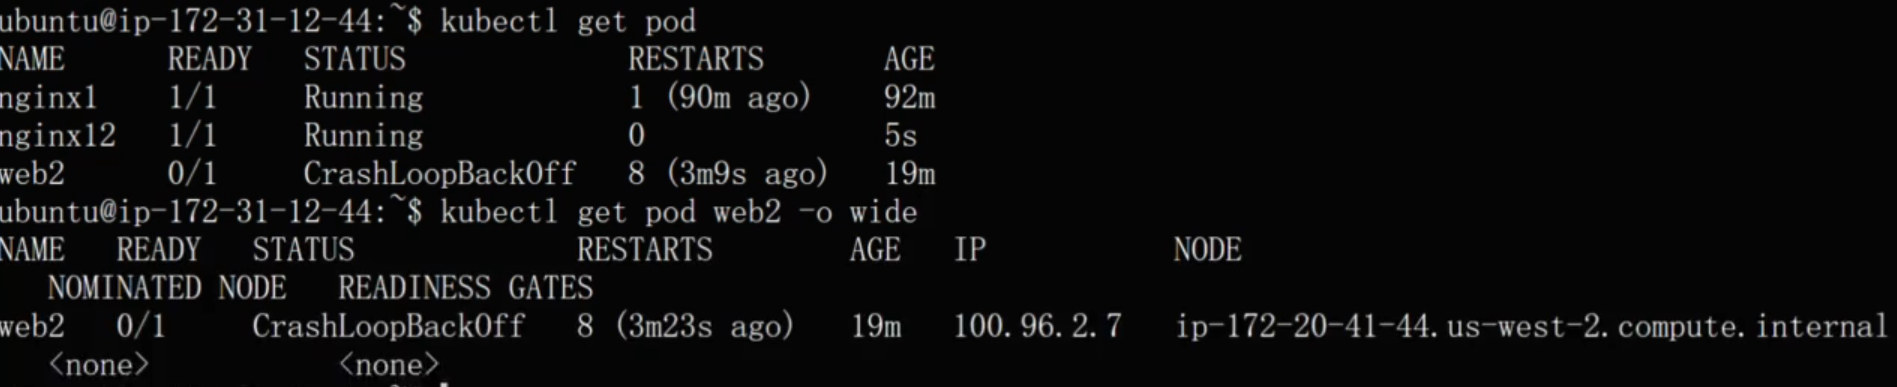 ubuntu@ip-172-31-12-44:~$ kubectl get pod
NAME READY STATUS RESTARTS AGE
nginx1 1/1 Running 1 (90m ago) 92m
nginx12 1/1 Running 0 5s
web2 0/1 CrashLoopBackOff 8 (3m9s ago) 19m
ubuntu@ip-172-31-12-44:~$ kubectl get pod web2 -o wide
NAME READY STATUS RESTARTS AGE IP NODE
NOMINATED NODE READINESS GATES
web2 0/1 CrashLoopBackOff 8 (3m23s ago) 19m 100.96.2.7 ip-172-20-41-44.us-west-2.compute.internal
<none> <none>